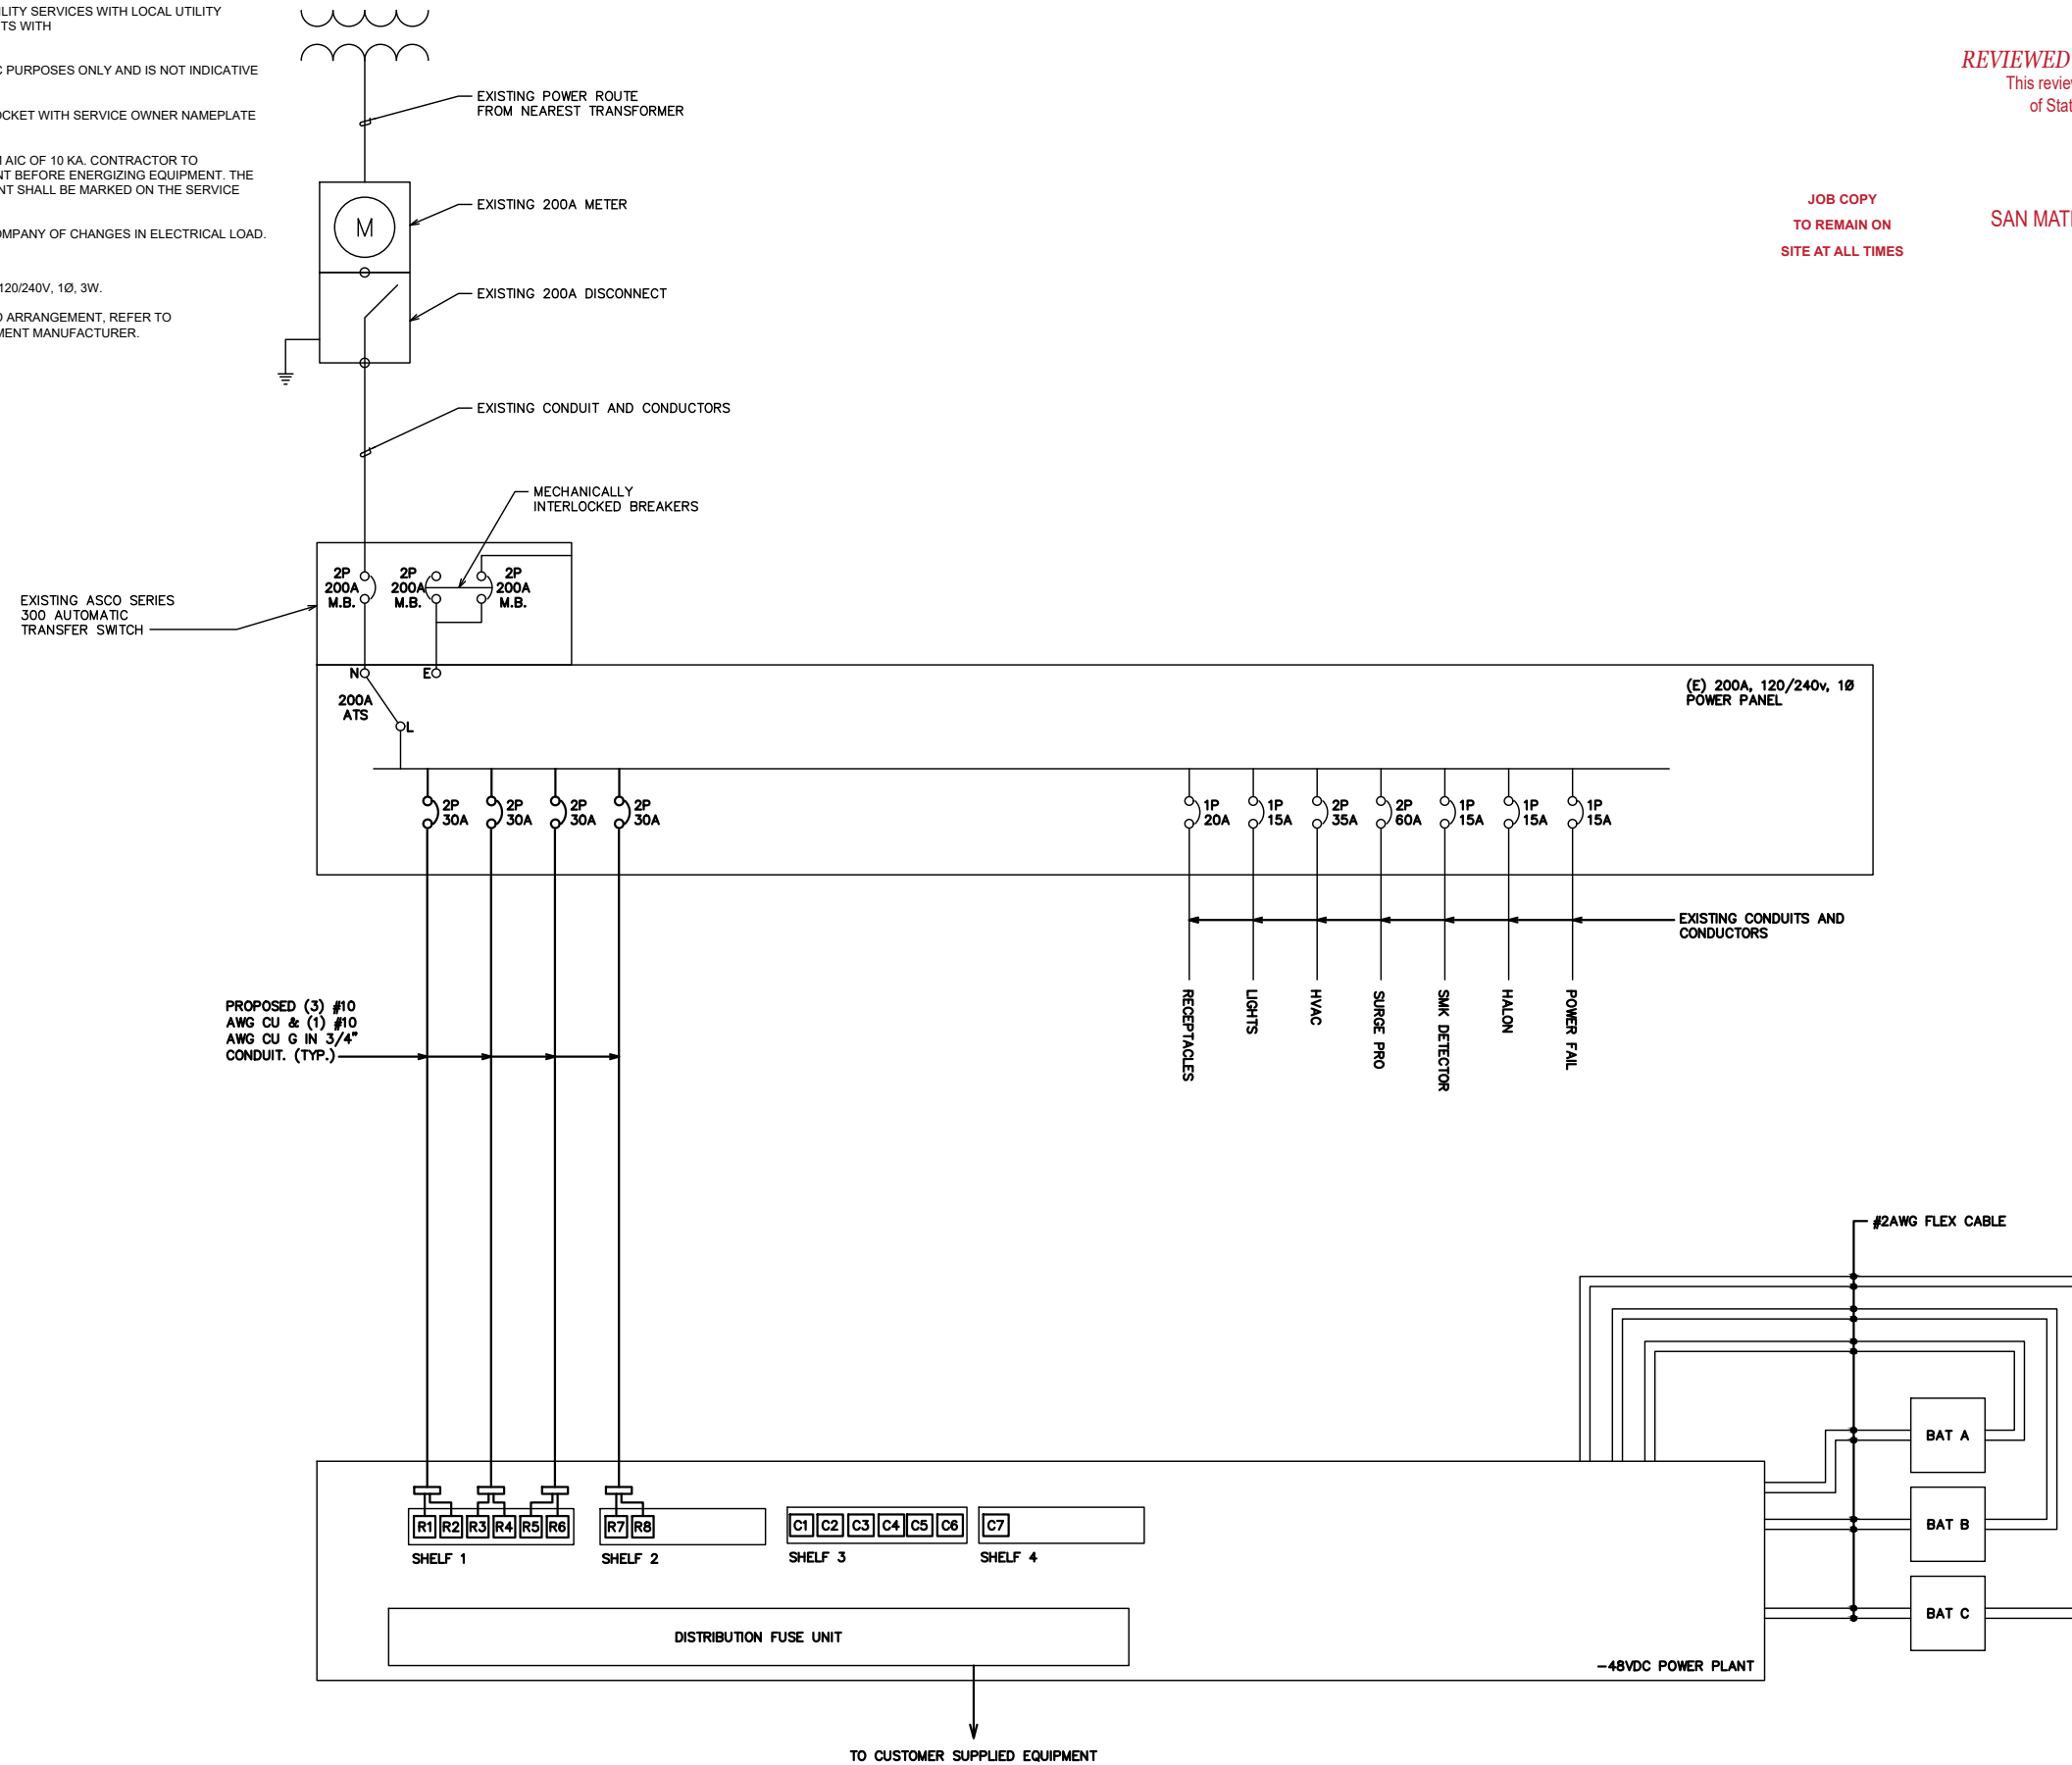 ILITY SERVICES WITH LOCAL UTILITY
TS WITH
C PURPOSES ONLY AND IS NOT INDICATIVE
OCKET WITH SERVICE OWNER NAMEPLATE
M AIC OF 10 KA. CONTRACTOR TO
NT BEFORE ENERGIZING EQUIPMENT. THE
NT SHALL BE MARKED ON THE SERVICE
OMPANY OF CHANGES IN ELECTRICAL LOAD.
120/240V, 1Ø, 3W.
D ARRANGEMENT, REFER TO
MENT MANUFACTURER.
EXISTING POWER ROUTE
FROM NEAREST TRANSFORMER
REVIEWED
This review
of Stat
JOB COPY
TO REMAIN ON
SITE AT ALL TIMES
SAN MAT
M
EXISTING 200A METER
EXISTING 200A DISCONNECT
EXISTING CONDUIT AND CONDUCTORS
MECHANICALLY
INTERLOCKED BREAKERS
EXISTING ASCO SERIES
300 AUTOMATIC
TRANSFER SWITCH
2P
200A
M.B.
2P
200A
M.B.
2P
200A
M.B.
N
E
200A
ATS
L
(E) 200A, 120/240v, 1Ø
POWER PANEL
2P
30A
2P
30A
2P
30A
2P
30A
1P
20A
1P
15A
2P
35A
2P
60A
1P
15A
1P
15A
1P
15A
EXISTING CONDUITS AND
CONDUCTORS
RECEPTACLES
LIGHTS
HVAC
SURGE PRO
SMK DETECTOR
HALON
POWER FAIL
PROPOSED (3) #10
AWG CU & (1) #10
AWG CU G IN 3/4"
CONDUIT. (TYP.)
#2AWG FLEX CABLE
BAT A
BAT B
BAT C
R1 R2 R3 R4 R5 R6
SHELF 1
R7 R8
SHELF 2
C1 C2 C3 C4 C5 C6
SHELF 3
C7
SHELF 4
DISTRIBUTION FUSE UNIT
-48VDC POWER PLANT
TO CUSTOMER SUPPLIED EQUIPMENT